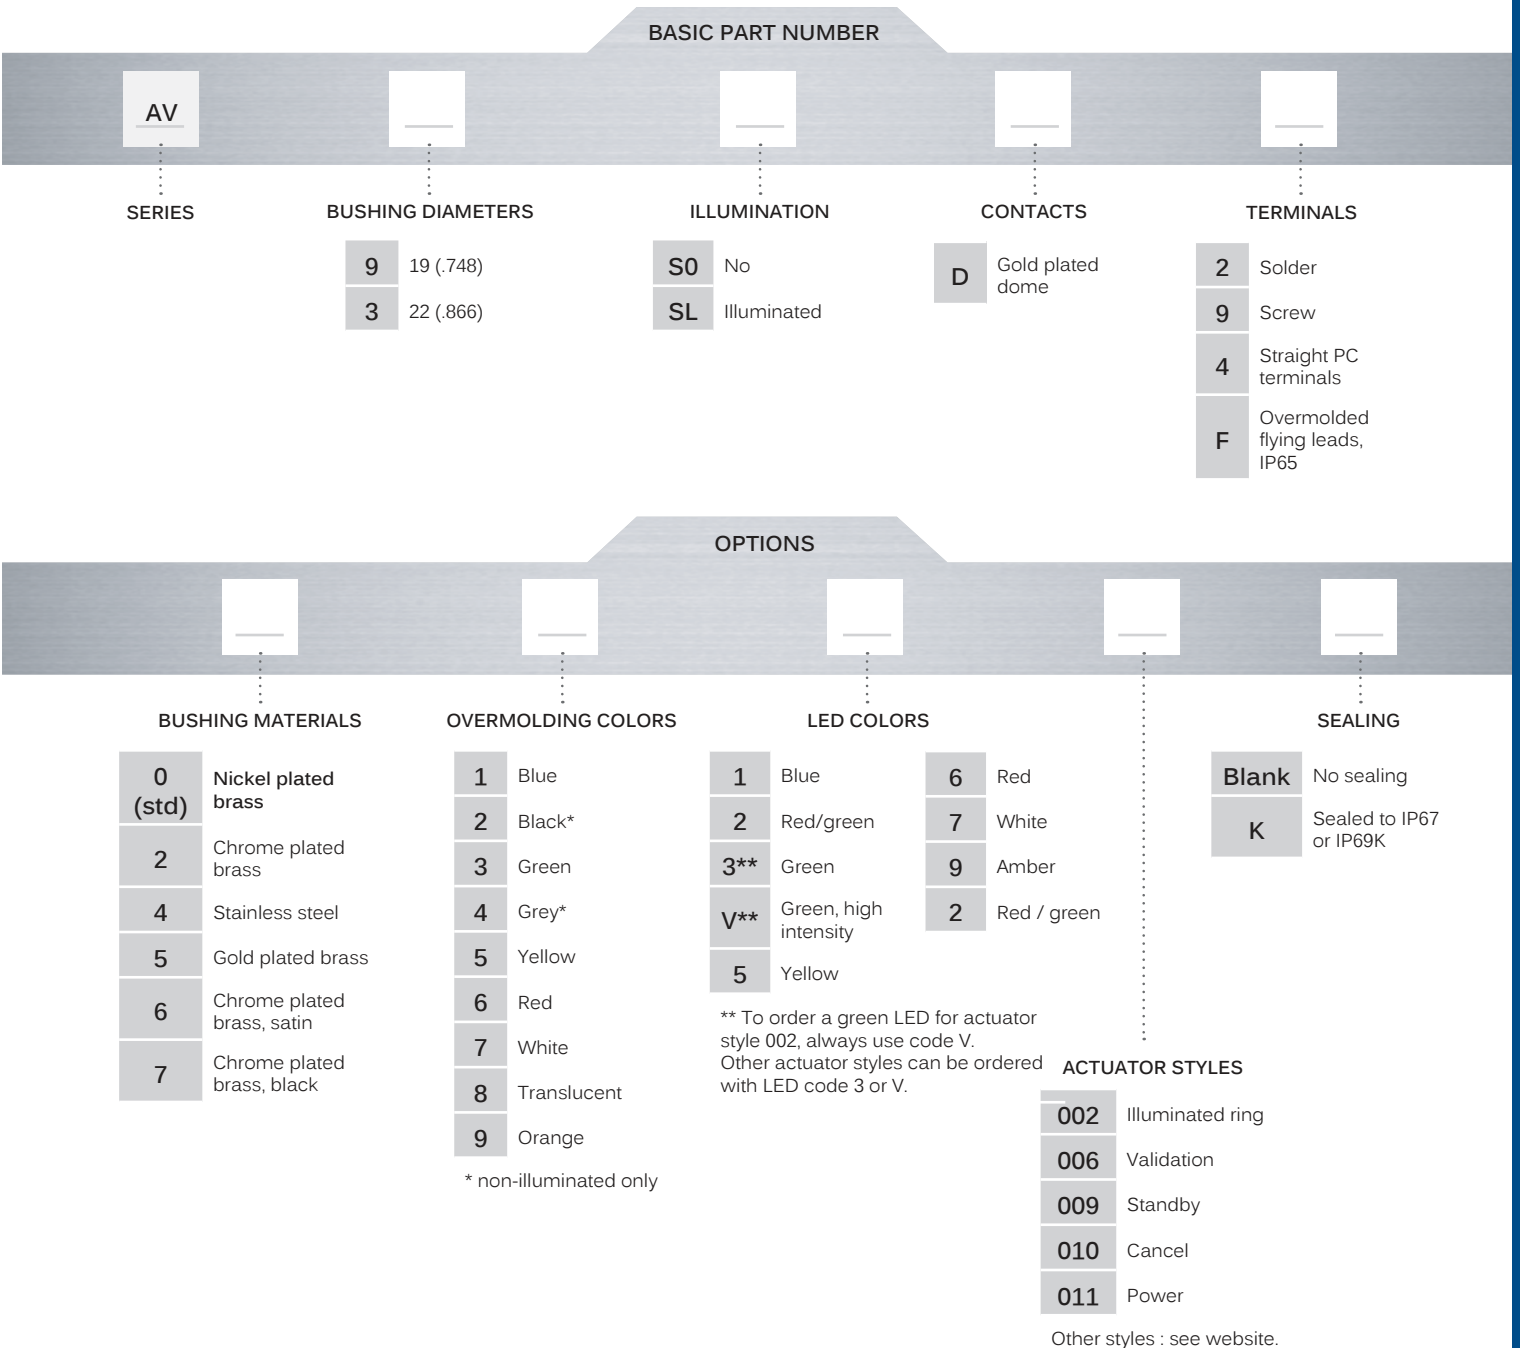 BASIC PART NUMBER
AV
SERIES
BUSHING DIAMETERS
9 19 (.748)
3 22 (.866)
ILLUMINATION
S0 No
SL Illuminated
CONTACTS
D Gold plated
dome
TERMINALS
2 Solder
9 Screw
4 Straight PC
terminals
F Overmolded
flying leads,
IP65
OPTIONS
BUSHING MATERIALS
0
(std)
Nickel plated
brass
2 Chrome plated
brass
4 Stainless steel
5 Gold plated brass
6 Chrome plated
brass, satin
7 Chrome plated
brass, black
OVERMOLDING COLORS
1 Blue
2 Black*
3 Green
4 Grey*
5 Yellow
6 Red
7 White
8 Translucent
9 Orange
* non-illuminated only
LED COLORS
1 Blue
2 Red/green
3** Green
V** Green, high
intensity
5 Yellow
6 Red
7 White
9 Amber
2 Red / green
** To order a green LED for actuator
style 002, always use code V.
Other actuator styles can be ordered
with LED code 3 or V.
ACTUATOR STYLES
002 Illuminated ring
006 Validation
009 Standby
010 Cancel
011 Power
Other styles : see website.
SEALING
Blank No sealing
K Sealed to IP67
or IP69K